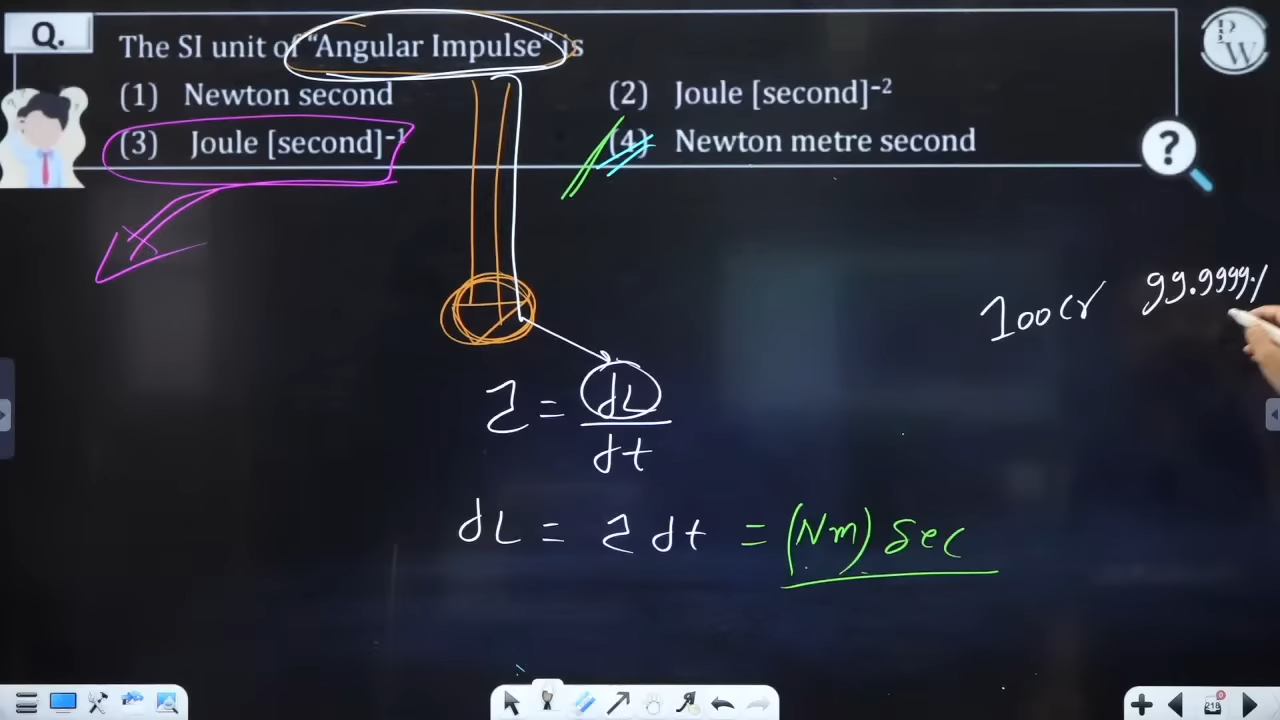 Q.
The SI unit of "Angular Impulse" is
P
W
(1) Newton second
(2) Joule [second]⁻²
(3) Joule [second]⁻¹
(4) Newton metre second
?
100cr 99.9999%
τ = dL
dt
dL = τ dt = (Nm) sec
218